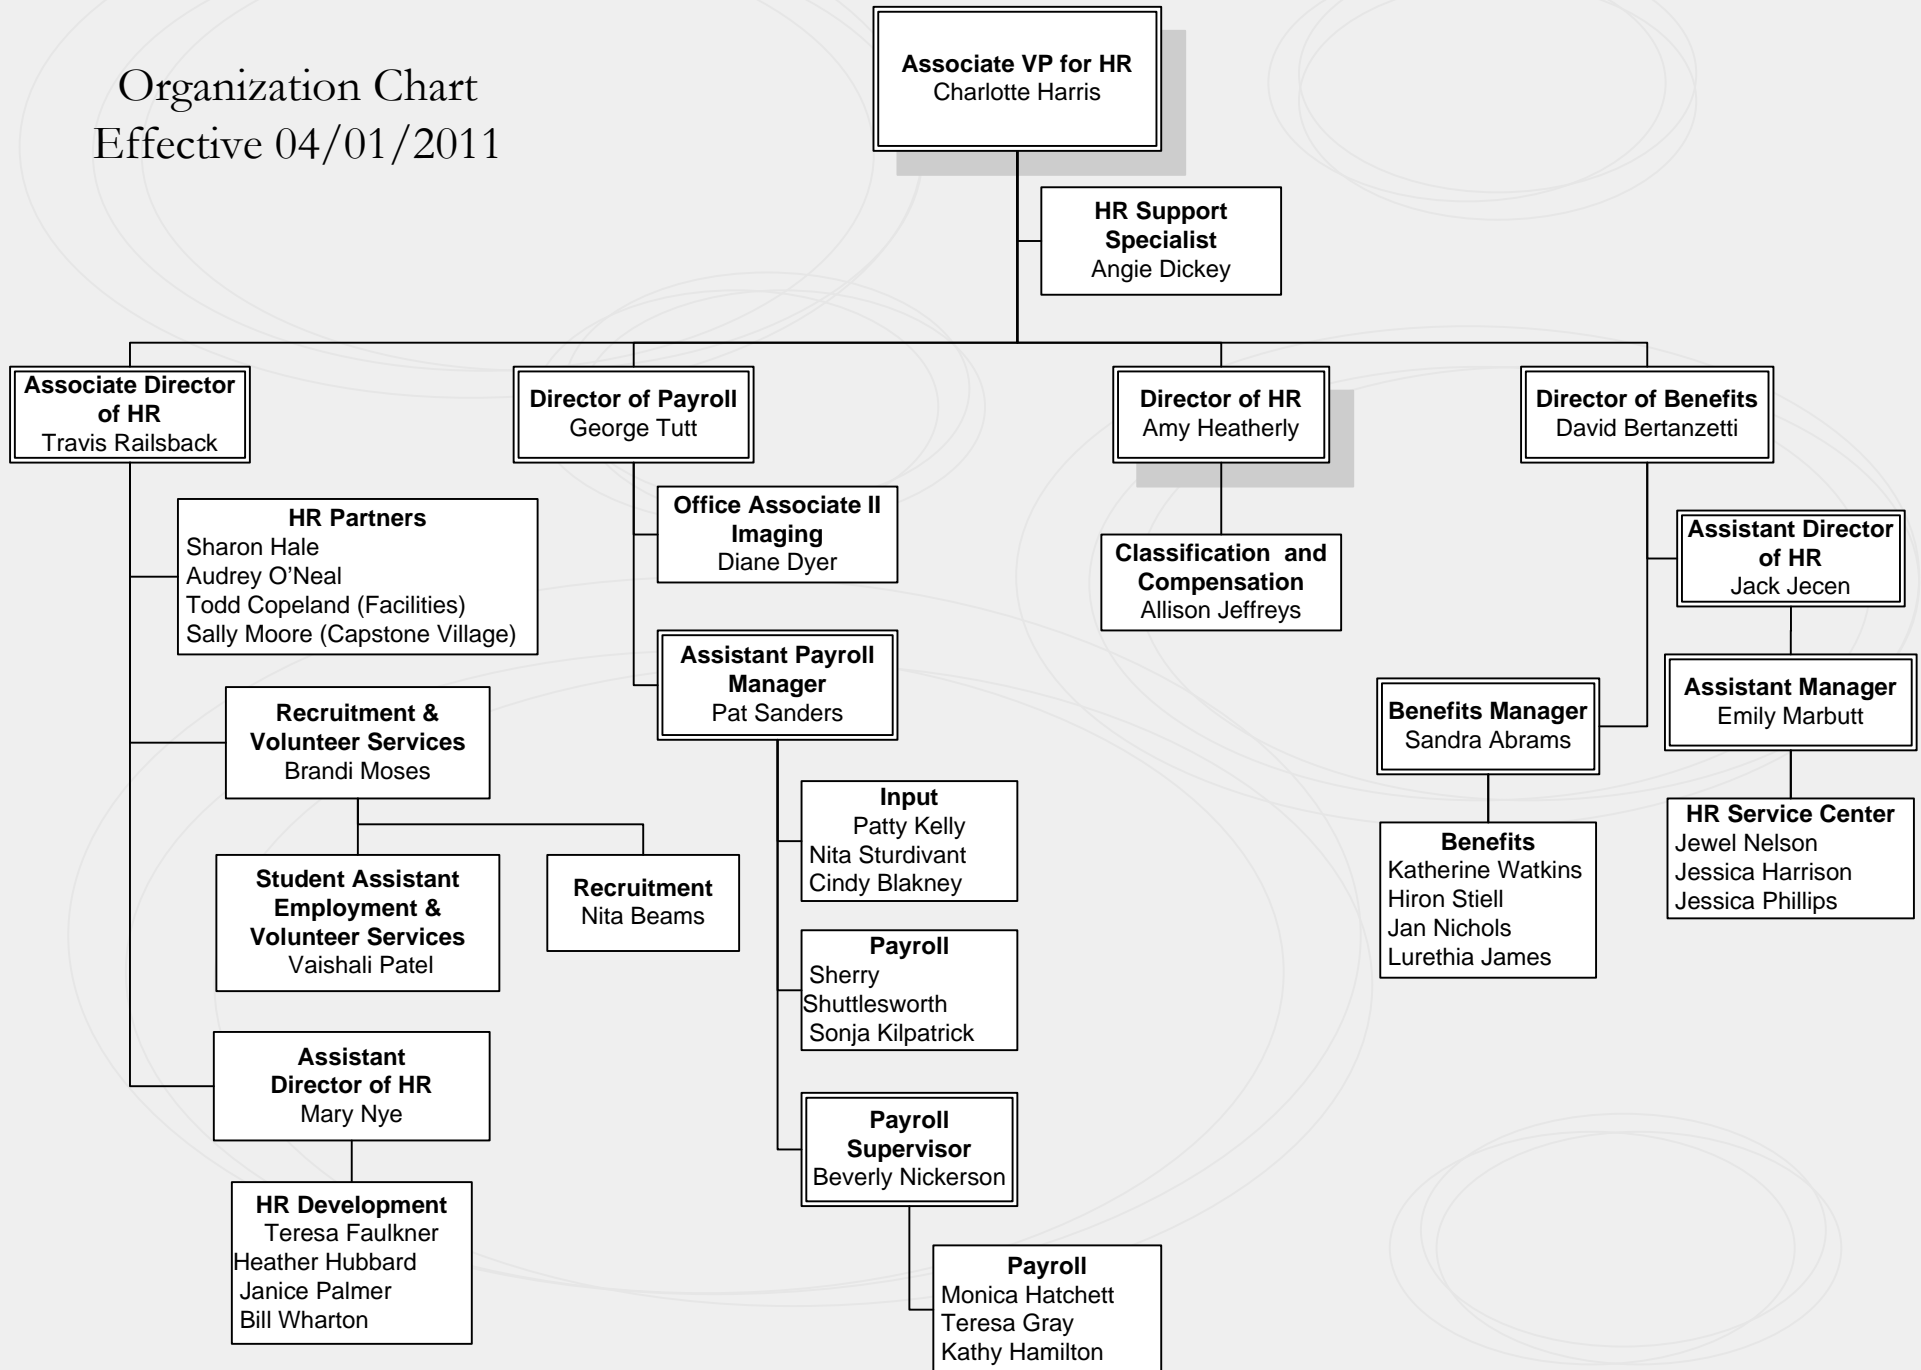 Organization Chart
Effective 04/01/2011
Associate VP for HR
Charlotte Harris
HR Support
Specialist
Angie Dickey
Associate Director
of HR
Travis Railsback
HR Partners
Sharon Hale
Audrey O’Neal
Todd Copeland (Facilities)
Sally Moore (Capstone Village)
Recruitment &
Volunteer Services
Brandi Moses
Student Assistant
Employment &
Volunteer Services
Vaishali Patel
Recruitment
Nita Beams
Assistant
Director of HR
Mary Nye
HR Development
Teresa Faulkner
Heather Hubbard
Janice Palmer
Bill Wharton
Director of Payroll
George Tutt
Office Associate II
Imaging
Diane Dyer
Assistant Payroll
Manager
Pat Sanders
Input
Patty Kelly
Nita Sturdivant
Cindy Blakney
Payroll
Sherry
Shuttlesworth
Sonja Kilpatrick
Payroll
Supervisor
Beverly Nickerson
Payroll
Monica Hatchett
Teresa Gray
Kathy Hamilton
Director of HR
Amy Heatherly
Classification and
Compensation
Allison Jeffreys
Director of Benefits
David Bertanzetti
Assistant Director
of HR
Jack Jecen
Assistant Manager
Emily Marbutt
HR Service Center
Jewel Nelson
Jessica Harrison
Jessica Phillips
Benefits Manager
Sandra Abrams
Benefits
Katherine Watkins
Hiron Stiell
Jan Nichols
Lurethia James